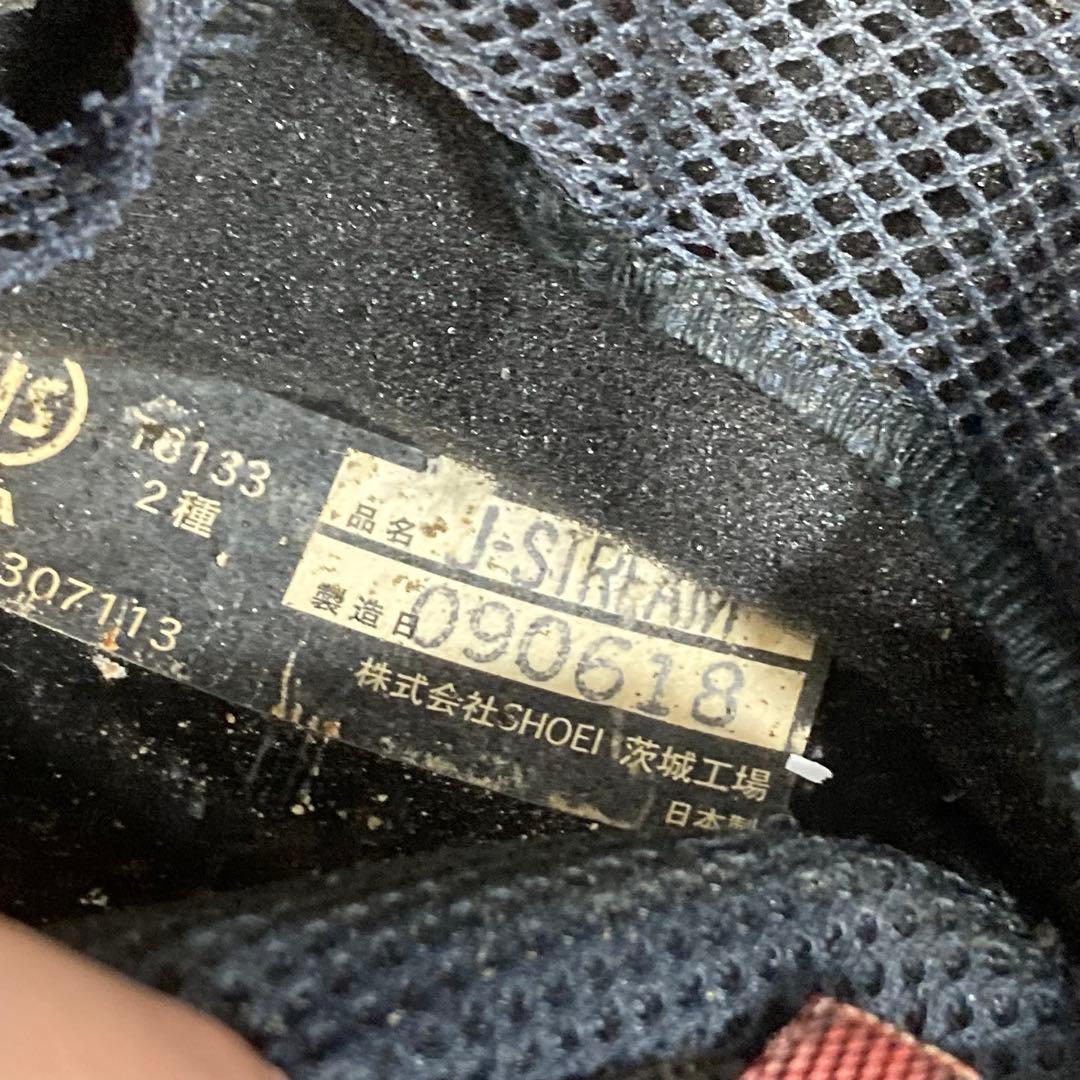 JIS
T8133
2種
A
307113
品名 J-STREAM
製造日 090618
株式会社SHOEI 茨城工場
日本製